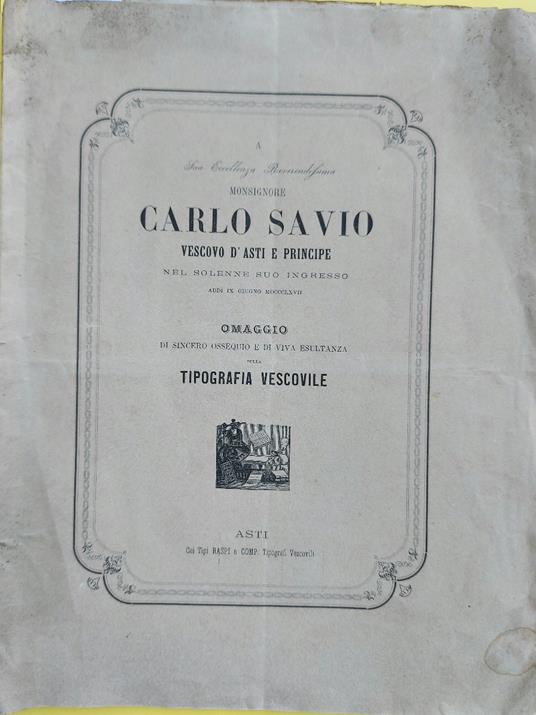 A
Sua Eccellenza Reverendissima
MONSIGNORE
CARLO SAVIO
VESCOVO D'ASTI E PRINCIPE
NEL SOLENNE SUO INGRESSO
ADDI IX GIUGNO MDCCCLXVII
OMAGGIO
DI SINCERO OSSEQUIO E DI VIVA ESULTANZA
DELLA
TIPOGRAFIA VESCOVILE
ASTI
Coi Tipi RASPI e COMP. Tipografi Vescovili